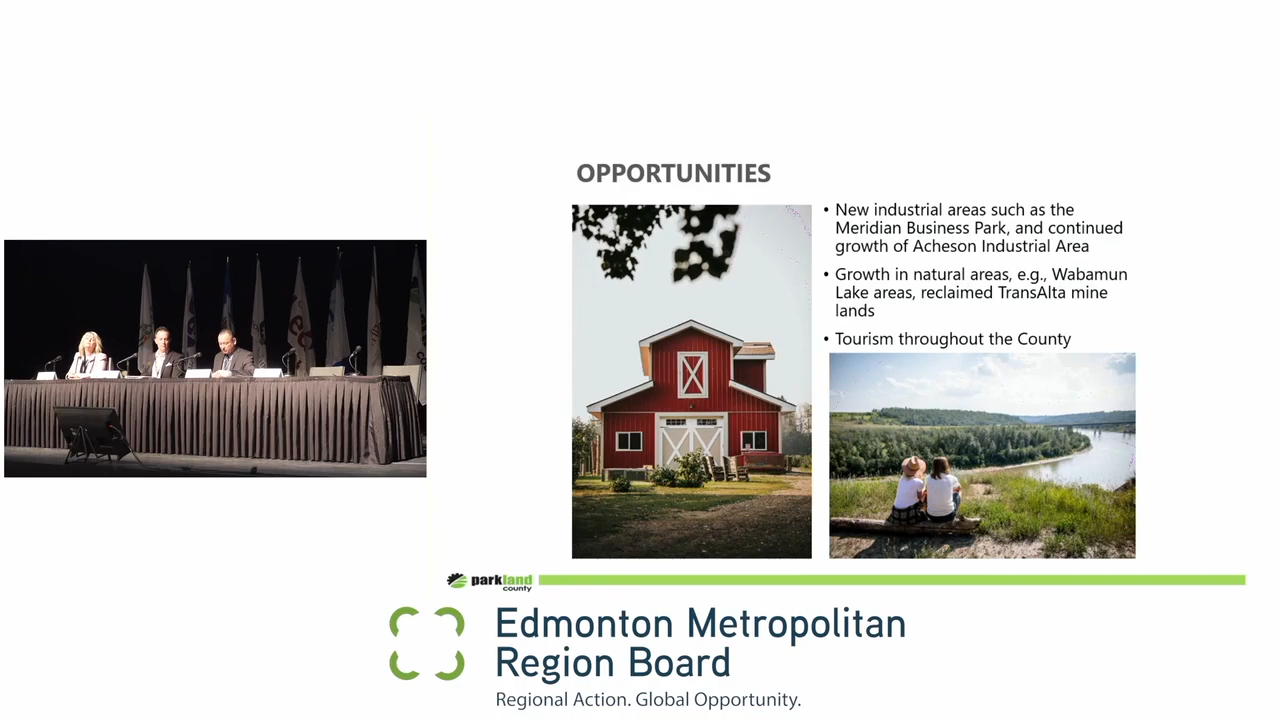 OPPORTUNITIES
• New industrial areas such as the
Meridian Business Park, and continued
growth of Acheson Industrial Area
• Growth in natural areas, e.g., Wabamun
Lake areas, reclaimed TransAlta mine
lands
• Tourism throughout the County
parkland
county
Edmonton Metropolitan
Region Board
Regional Action. Global Opportunity.